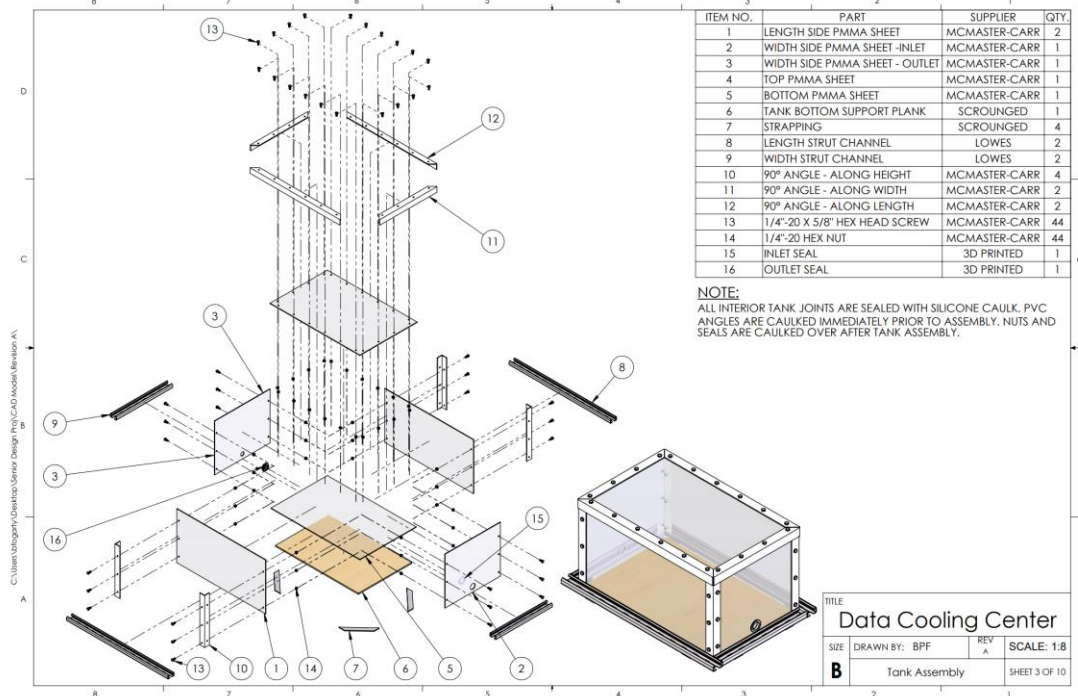 8 7 6 5 4 3 2 1
ITEM NO. PART SUPPLIER QTY.
1 LENGTH SIDE PMMA SHEET MCMASTER-CARR 2
2 WIDTH SIDE PMMA SHEET -INLET MCMASTER-CARR 1
3 WIDTH SIDE PMMA SHEET - OUTLET MCMASTER-CARR 1
4 TOP PMMA SHEET MCMASTER-CARR 1
5 BOTTOM PMMA SHEET MCMASTER-CARR 1
6 TANK BOTTOM SUPPORT PLANK SCROUNGED 1
7 STRAPPING SCROUNGED 4
8 LENGTH STRUT CHANNEL LOWES 2
9 WIDTH STRUT CHANNEL LOWES 2
10 90° ANGLE - ALONG HEIGHT MCMASTER-CARR 4
11 90° ANGLE - ALONG WIDTH MCMASTER-CARR 2
12 90° ANGLE - ALONG LENGTH MCMASTER-CARR 2
13 1/4"-20 X 5/8" HEX HEAD SCREW MCMASTER-CARR 44
14 1/4"-20 HEX NUT MCMASTER-CARR 44
15 INLET SEAL 3D PRINTED 1
16 OUTLET SEAL 3D PRINTED 1
NOTE:
ALL INTERIOR TANK JOINTS ARE SEALED WITH SILICONE CAULK. PVC
ANGLES ARE CAULKED IMMEDIATELY PRIOR TO ASSEMBLY. NUTS AND
SEALS ARE CAULKED OVER AFTER TANK ASSEMBLY.
13
12
11
3
8
9
3
16
15
13
10
1
14
7
6
5
2
D
C
B
A
C:\Users\bfogarty\Desktop\Senior Design Proj\CAD Model\Revision A\
TITLE
Data Cooling Center
SIZE DRAWN BY: BPF REV SCALE: 1:8
A
B Tank Assembly SHEET 3 OF 10
8 7 6 5 4 3 2 1